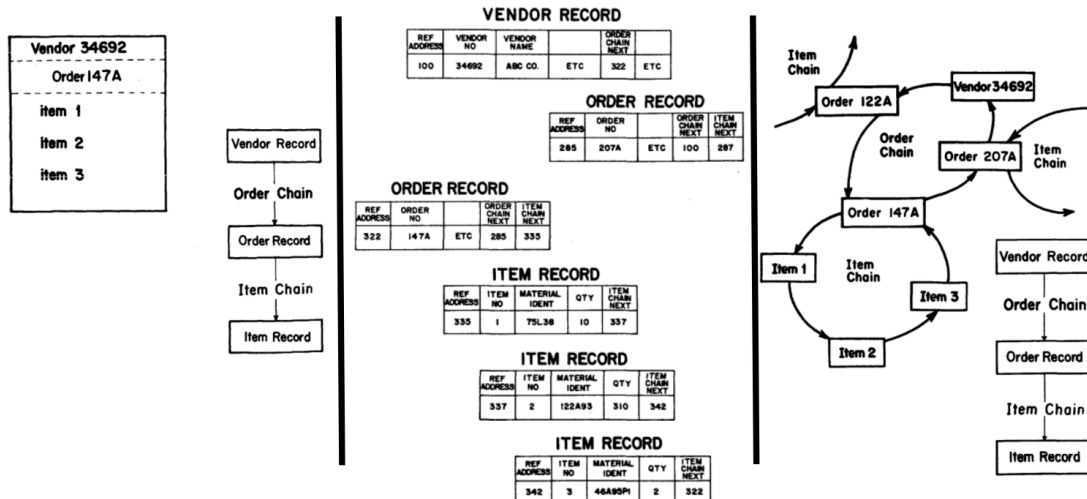 Vendor 34692
Order 147A
item 1
item 2
item 3
Vendor Record
Order Chain
Order Record
Item Chain
Item Record
VENDOR RECORD
REF ADDRESS VENDOR NO VENDOR NAME ORDER CHAIN NEXT
100 34692 ABC CO. ETC 322 ETC
ORDER RECORD
REF ADDRESS ORDER NO ORDER CHAIN NEXT ITEM CHAIN NEXT
285 207A ETC 100 287
ORDER RECORD
REF ADDRESS ORDER NO ORDER CHAIN NEXT ITEM CHAIN NEXT
322 147A ETC 285 335
ITEM RECORD
REF ADDRESS ITEM NO MATERIAL IDENT QTY ITEM CHAIN NEXT
335 1 75L38 10 337
ITEM RECORD
REF ADDRESS ITEM NO MATERIAL IDENT QTY ITEM CHAIN NEXT
337 2 122A93 310 342
ITEM RECORD
REF ADDRESS ITEM NO MATERIAL IDENT QTY ITEM CHAIN NEXT
342 3 46A95P1 2 322
Item
Chain
Order 122A
Vendor 34692
Order
Chain
Order 207A
Item
Chain
Order 147A
Item 1
Item
Chain
Item 3
Item 2
Vendor Record
Order Chain
Order Record
Item Chain
Item Record